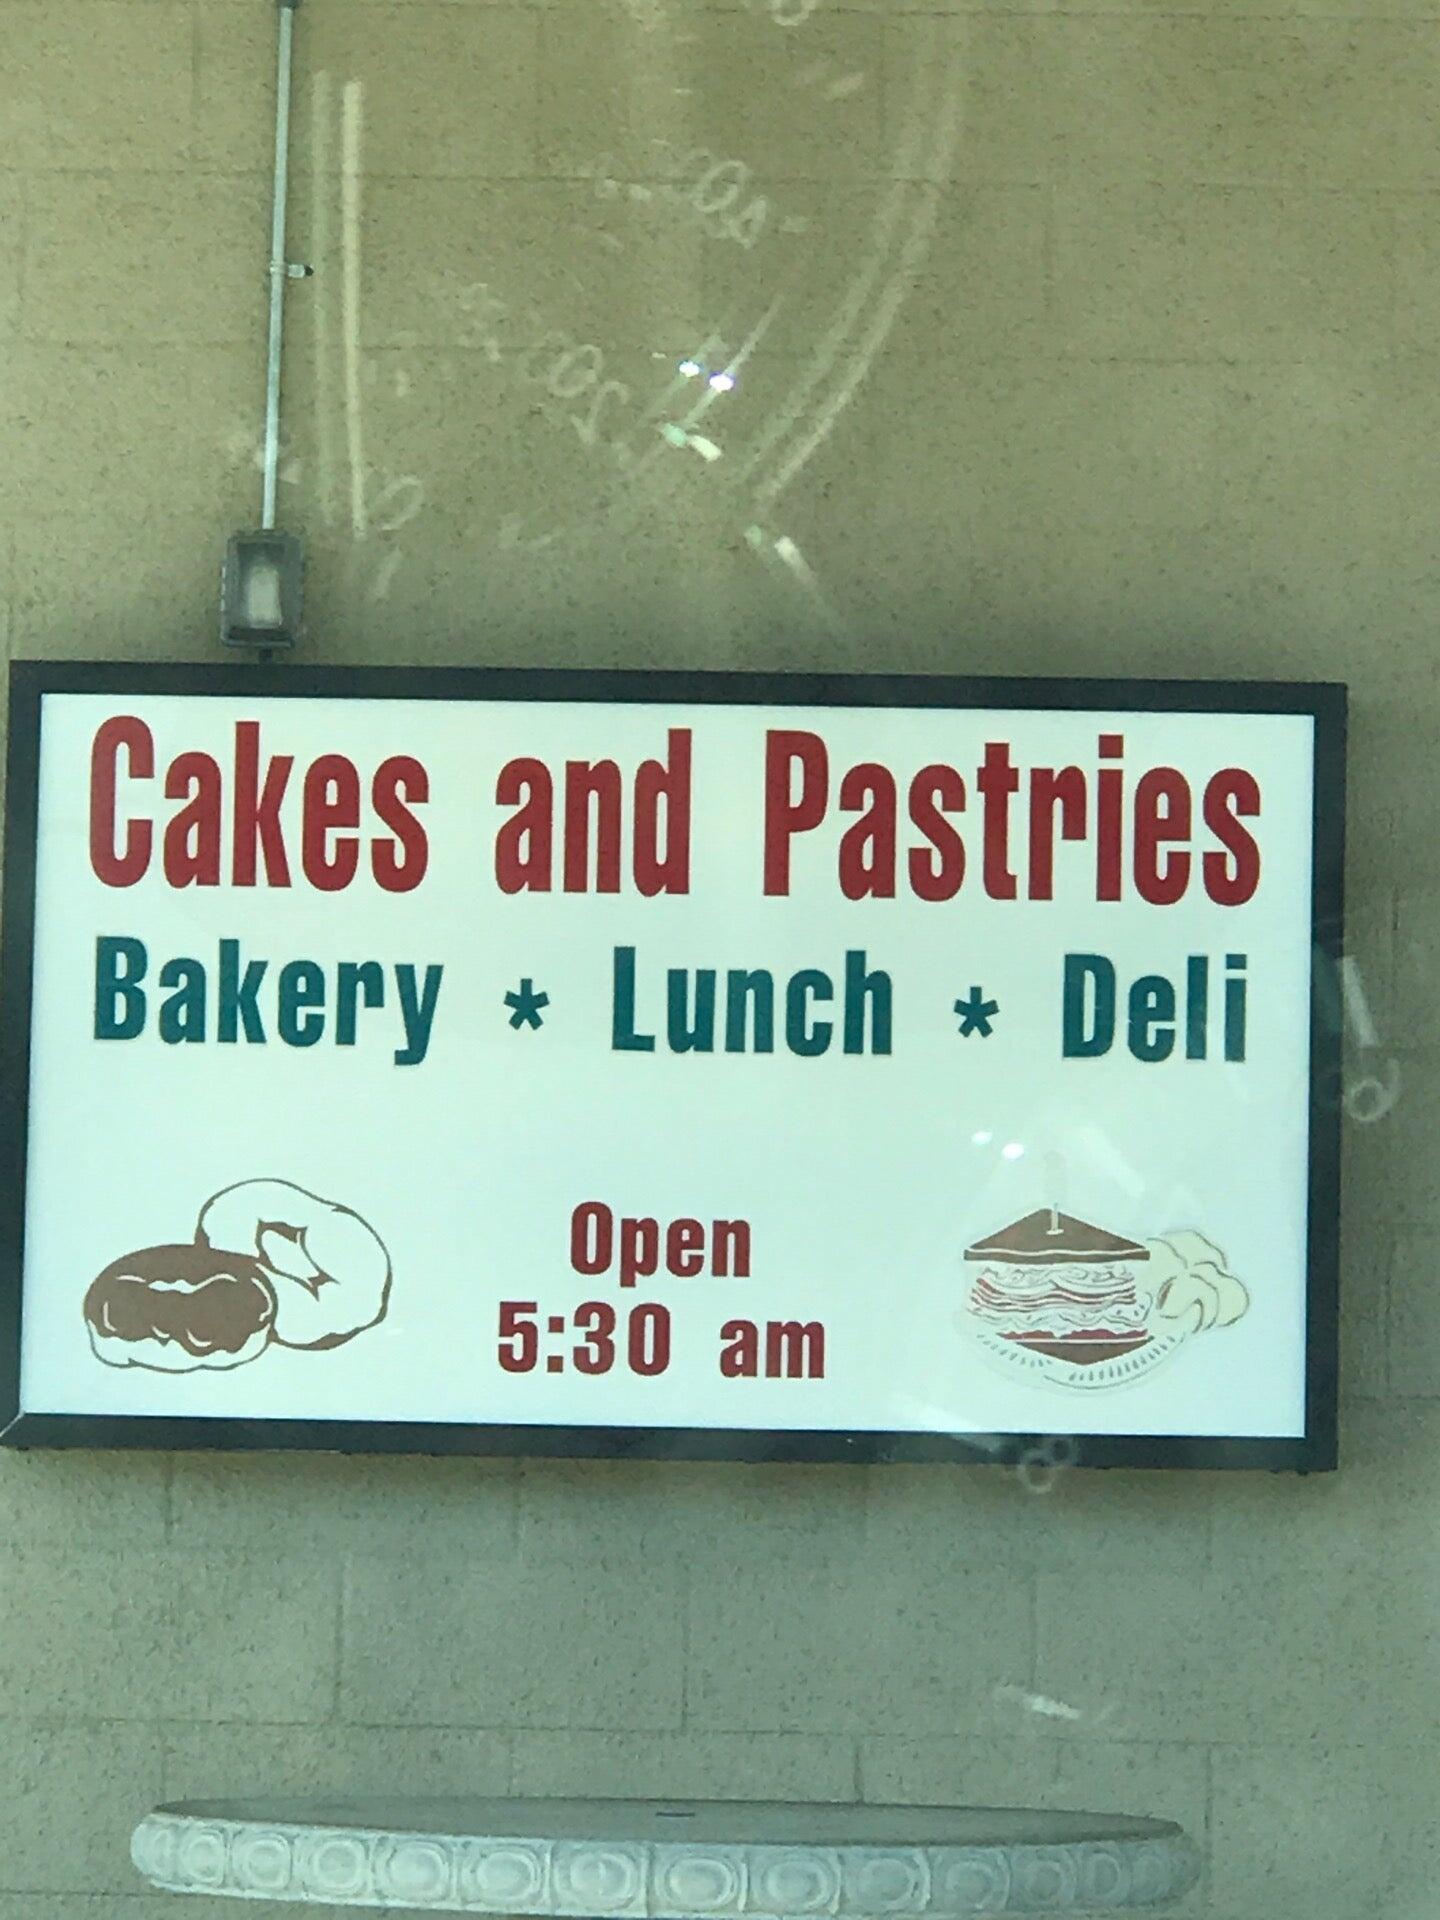 Cakes and Pastries
Bakery * Lunch * Deli
Open
5:30 am